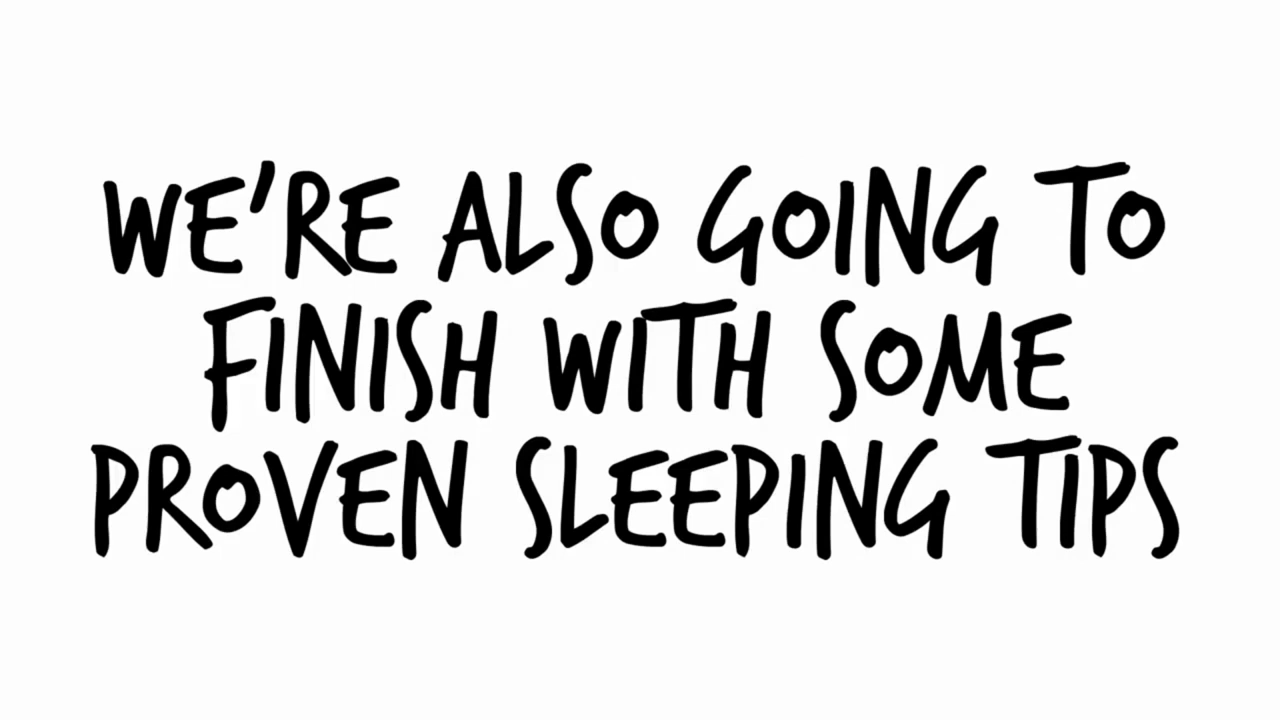 WE'RE ALSO GOING TO
FINISH WITH SOME
PROVEN SLEEPING TIPS